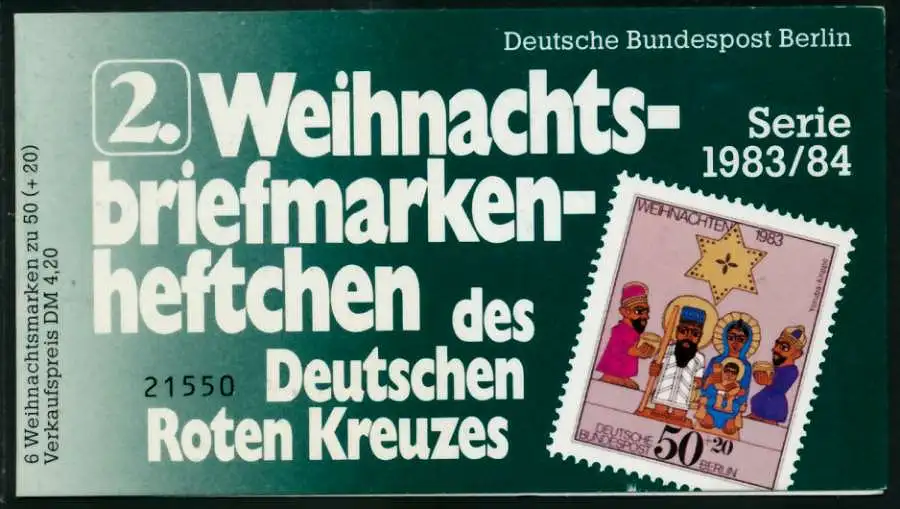 Deutsche Bundespost Berlin
2. Weihnachts-
briefmarken-
heftchen des
Deutschen
Roten Kreuzes
21550
Serie
1983/84
6 Weihnachtsmarken zu 50 (+ 20)
Verkaufspreis DM 4,20
WEIHNACHTEN 1983
DEUTSCHE
BUNDESPOST
50+20
BERLIN